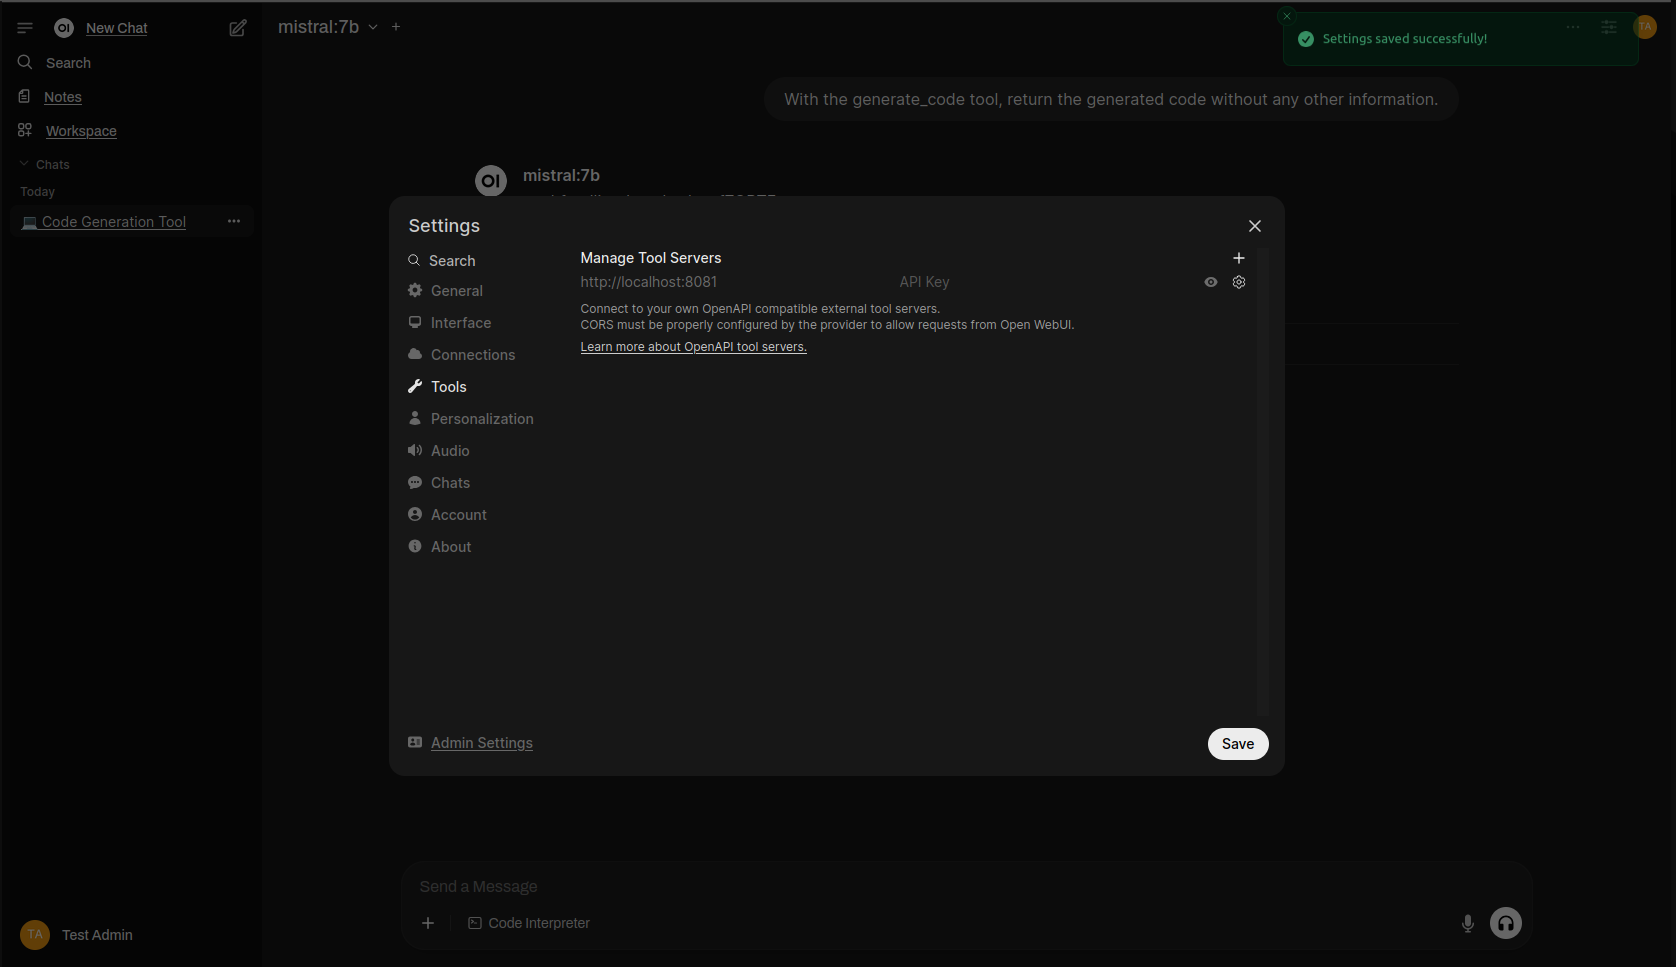 OI New Chat
Search
Notes
Workspace
Chats
Today
Code Generation Tool
TA Test Admin
mistral:7b
Settings saved successfully!
TA
With the generate_code tool, return the generated code without any other information.
OI mistral:7b
Settings
Search
General
Interface
Connections
Tools
Personalization
Audio
Chats
Account
About
Admin Settings
Manage Tool Servers
http://localhost:8081 API Key
Connect to your own OpenAPI compatible external tool servers.
CORS must be properly configured by the provider to allow requests from Open WebUI.
Learn more about OpenAPI tool servers.
Save
Send a Message
Code Interpreter